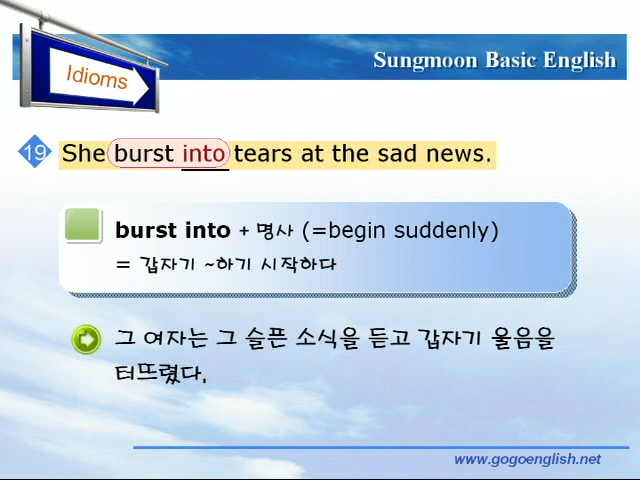 Idioms
Sungmoon Basic English
19 She burst into tears at the sad news.
burst into + 명사 (=begin suddenly)
= 갑자기 ~하기 시작하다
그 여자는 그 슬픈 소식을 듣고 갑자기 울음을
터뜨렸다.
www.gogoenglish.net